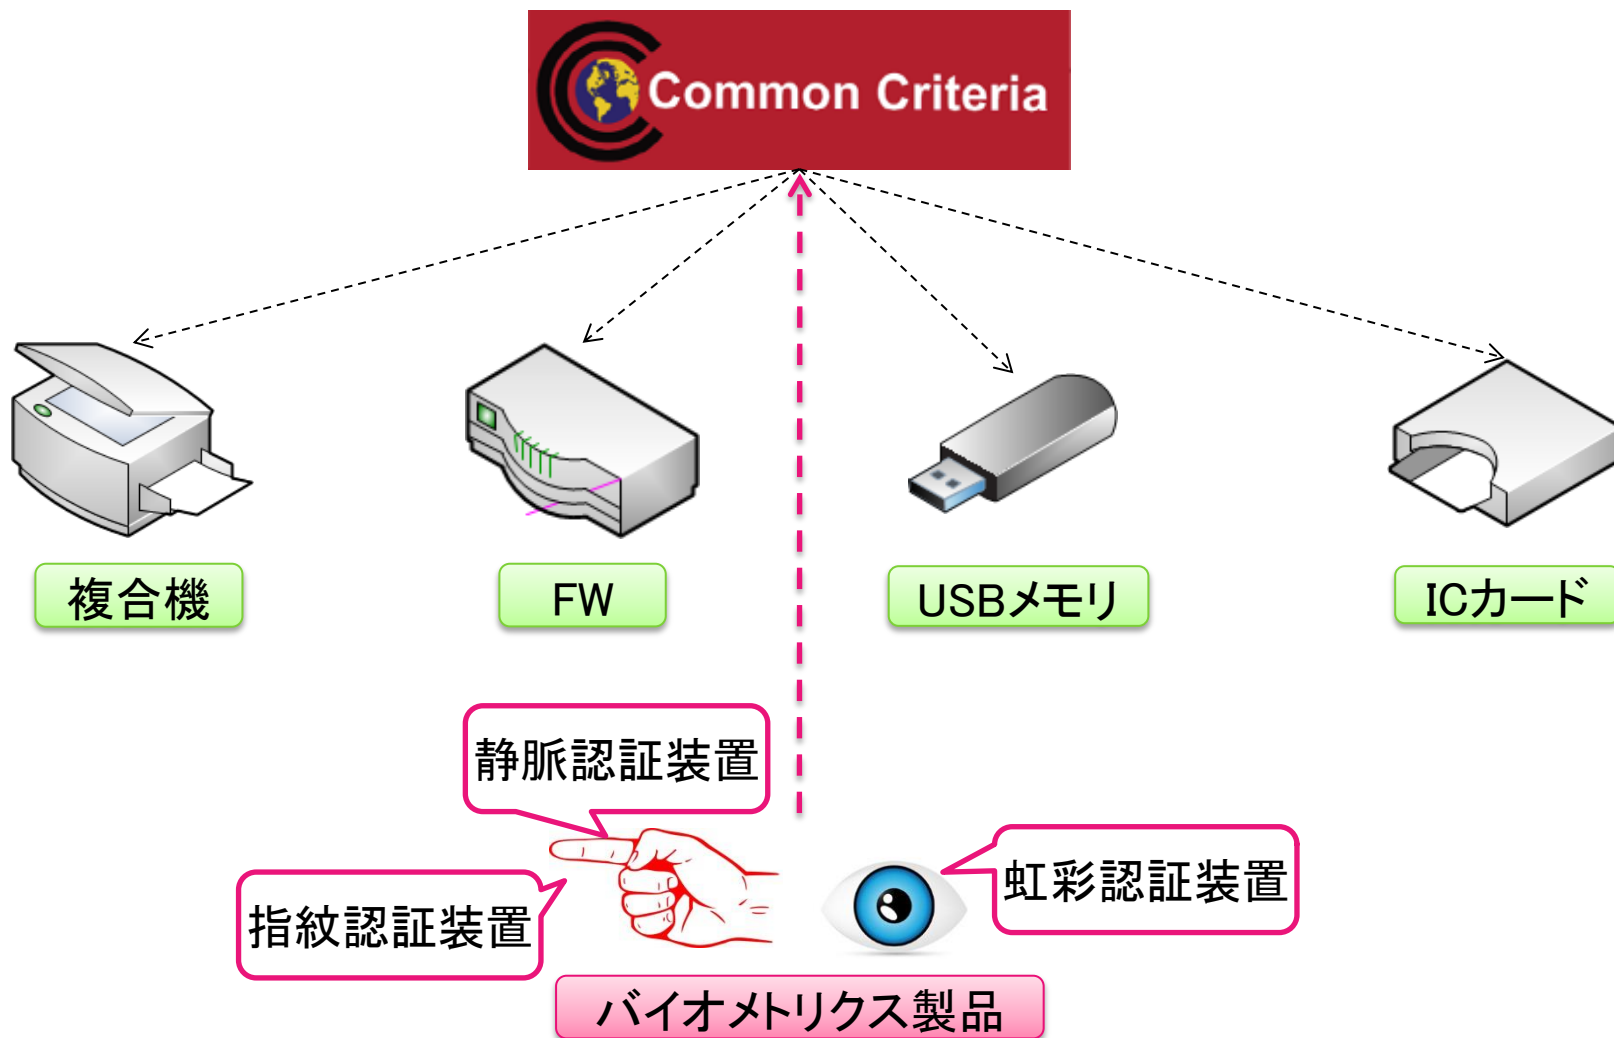 Common Criteria
複合機
FW
USBメモリ
ICカード
静脈認証装置
指紋認証装置
虹彩認証装置
バイオメトリクス製品